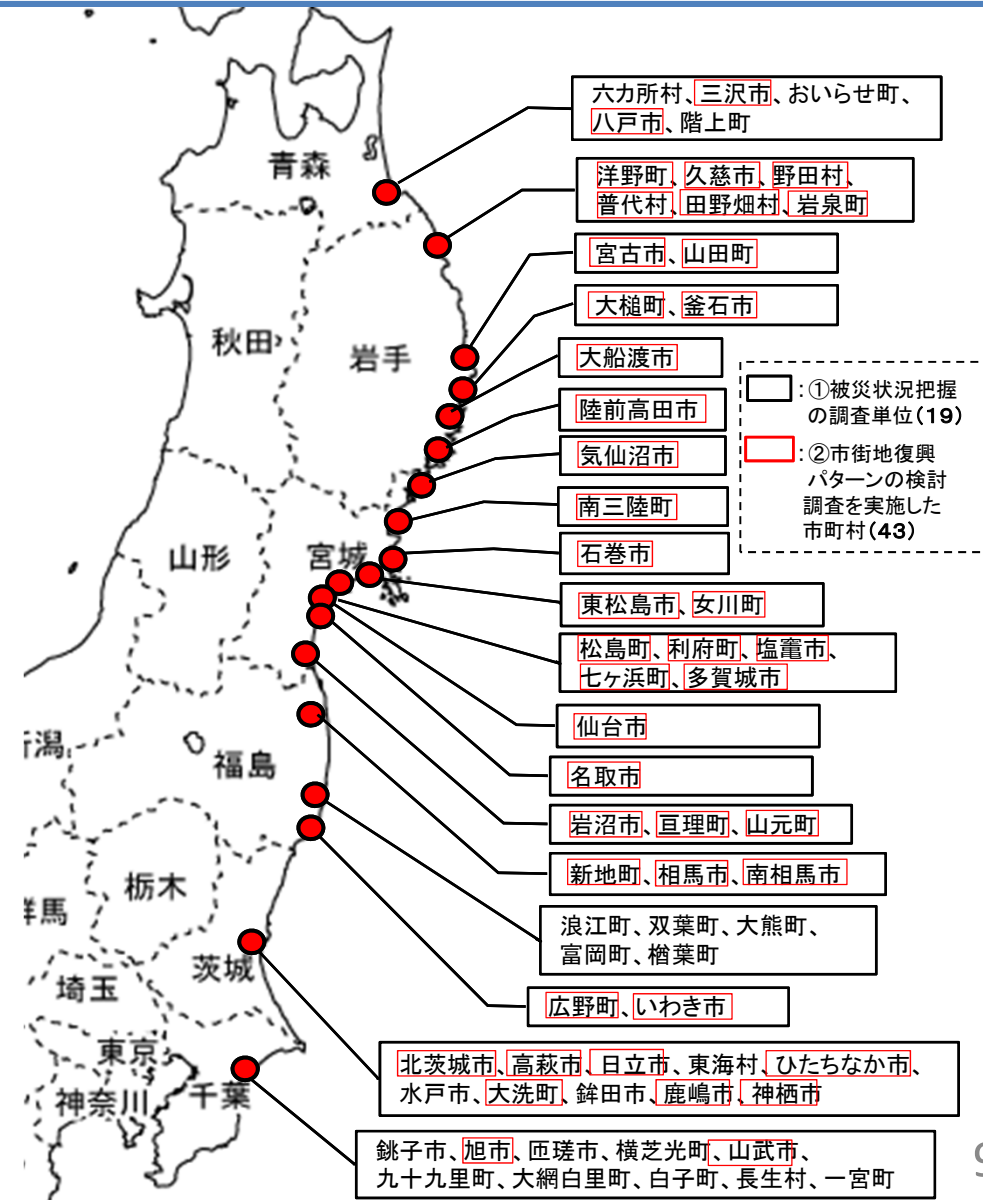 六カ所村、三沢市、おいらせ町、
八戸市、階上町
青森
洋野町、久慈市、野田村、
普代村、田野畑村、岩泉町
宮古市、山田町
大槌町、釜石市
秋田
岩手
大船渡市
陸前高田市
気仙沼市
：①被災状況把握
の調査単位（19）
：②市街地復興
パターンの検討
調査を実施した
市町村（43）
南三陸町
山形
宮城
石巻市
東松島市、女川町
松島町、利府町、塩竈市、
七ヶ浜町、多賀城市
仙台市
名取市
潟
福島
岩沼市、亘理町、山元町
新地町、相馬市、南相馬市
栃木
群馬
浪江町、双葉町、大熊町、
富岡町、楢葉町
茨城
埼玉
広野町、いわき市
東京
神奈川
千葉
北茨城市、高萩市、日立市、東海村、ひたちなか市、
水戸市、大洗町、鉾田市、鹿嶋市、神栖市
銚子市、旭市、匝瑳市、横芝光町、山武市、
九十九里町、大網白里町、白子町、長生村、一宮町
9